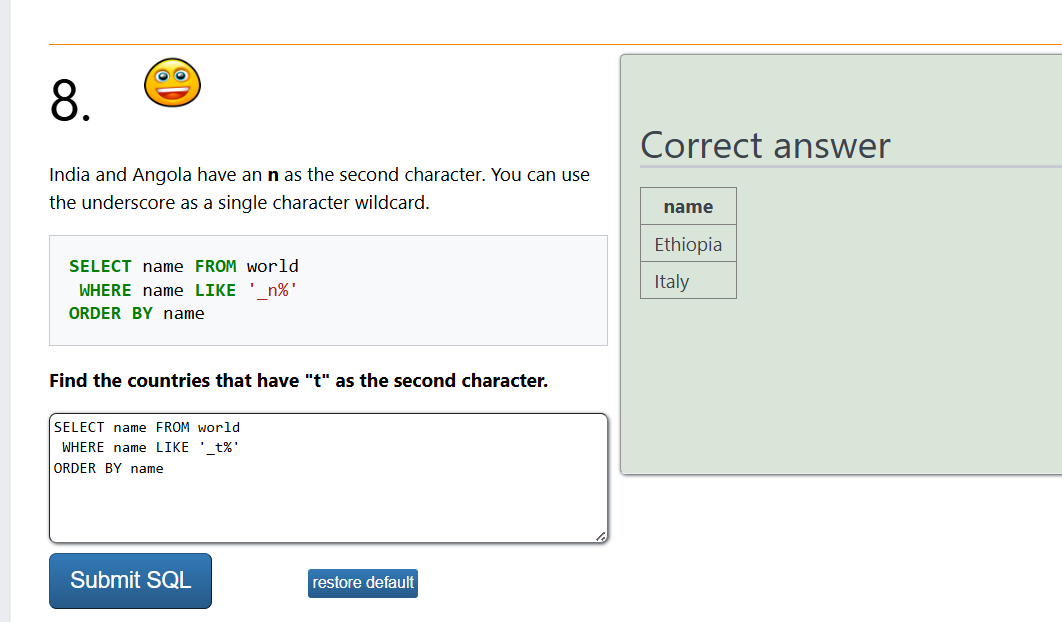 8.
India and Angola have an n as the second character. You can use
the underscore as a single character wildcard.
SELECT name FROM world
 WHERE name LIKE '_n%'
ORDER BY name
Find the countries that have "t" as the second character.
SELECT name FROM world
 WHERE name LIKE '_t%'
ORDER BY name
Submit SQL
restore default
Correct answer
name
Ethiopia
Italy